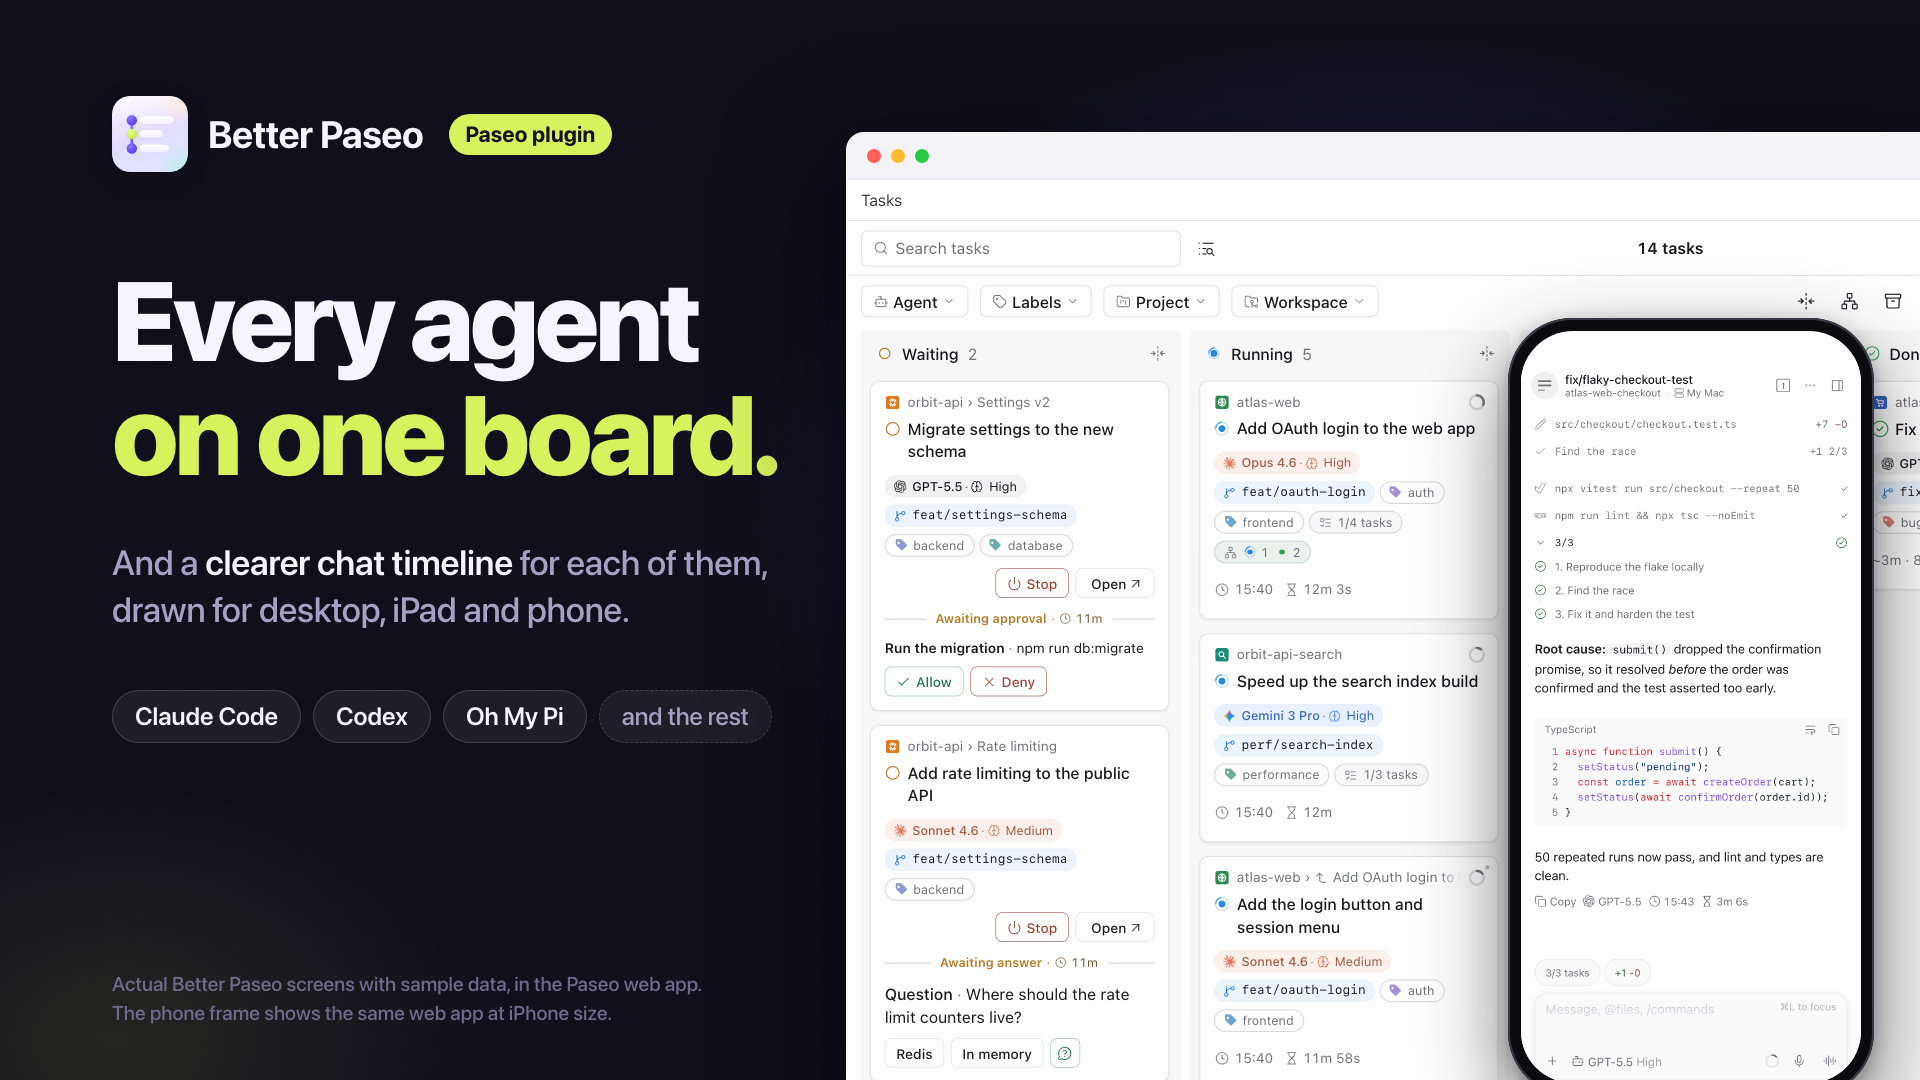 Better Paseo
Paseo plugin
Every agent
on one board.
And a clearer chat timeline for each of them,
drawn for desktop, iPad and phone.
Claude Code
Codex
Oh My Pi
and the rest
Actual Better Paseo screens with sample data, in the Paseo web app.
The phone frame shows the same web app at iPhone size.
Tasks
Search tasks
14 tasks
Agent
Labels
Project
Workspace
Waiting 2
orbit-api › Settings v2
Migrate settings to the new
schema
GPT-5.5 · High
feat/settings-schema
backend
database
Stop
Open
Awaiting approval · 11m
Run the migration · npm run db:migrate
Allow
Deny
orbit-api › Rate limiting
Add rate limiting to the public
API
Sonnet 4.6 · Medium
feat/settings-schema
backend
Stop
Open
Awaiting answer · 11m
Question · Where should the rate
limit counters live?
Redis
In memory
Running 5
atlas-web
Add OAuth login to the web app
Opus 4.6 · High
feat/oauth-login
auth
frontend
1/4 tasks
1 2
15:40 12m 3s
orbit-api-search
Speed up the search index build
Gemini 3 Pro · High
perf/search-index
performance
1/3 tasks
15:40 12m
atlas-web › Add OAuth login to
Add the login button and
session menu
Sonnet 4.6 · Medium
feat/oauth-login
auth
frontend
15:40 11m 58s
fix/flaky-checkout-test
atlas-web-checkout · My Mac
1
src/checkout/checkout.test.ts +7 −0
Find the race +1 2/3
npx vitest run src/checkout --repeat 50
npm run lint && npx tsc --noEmit
3/3
1. Reproduce the flake locally
2. Find the race
3. Fix it and harden the test
Root cause: submit() dropped the confirmation
promise, so it resolved before the order was
confirmed and the test asserted too early.
TypeScript
1 async function submit() {
2 setStatus("pending");
3 const order = await createOrder(cart);
4 setStatus(await confirmOrder(order.id));
5 }
50 repeated runs now pass, and lint and types are
clean.
Copy GPT-5.5 15:43 3m 6s
3/3 tasks
+1 -0
Message, @files, /commands
⌘L to focus
GPT-5.5 High
Don
atlas
Fix
GPT
fix
bug
~3m · 8